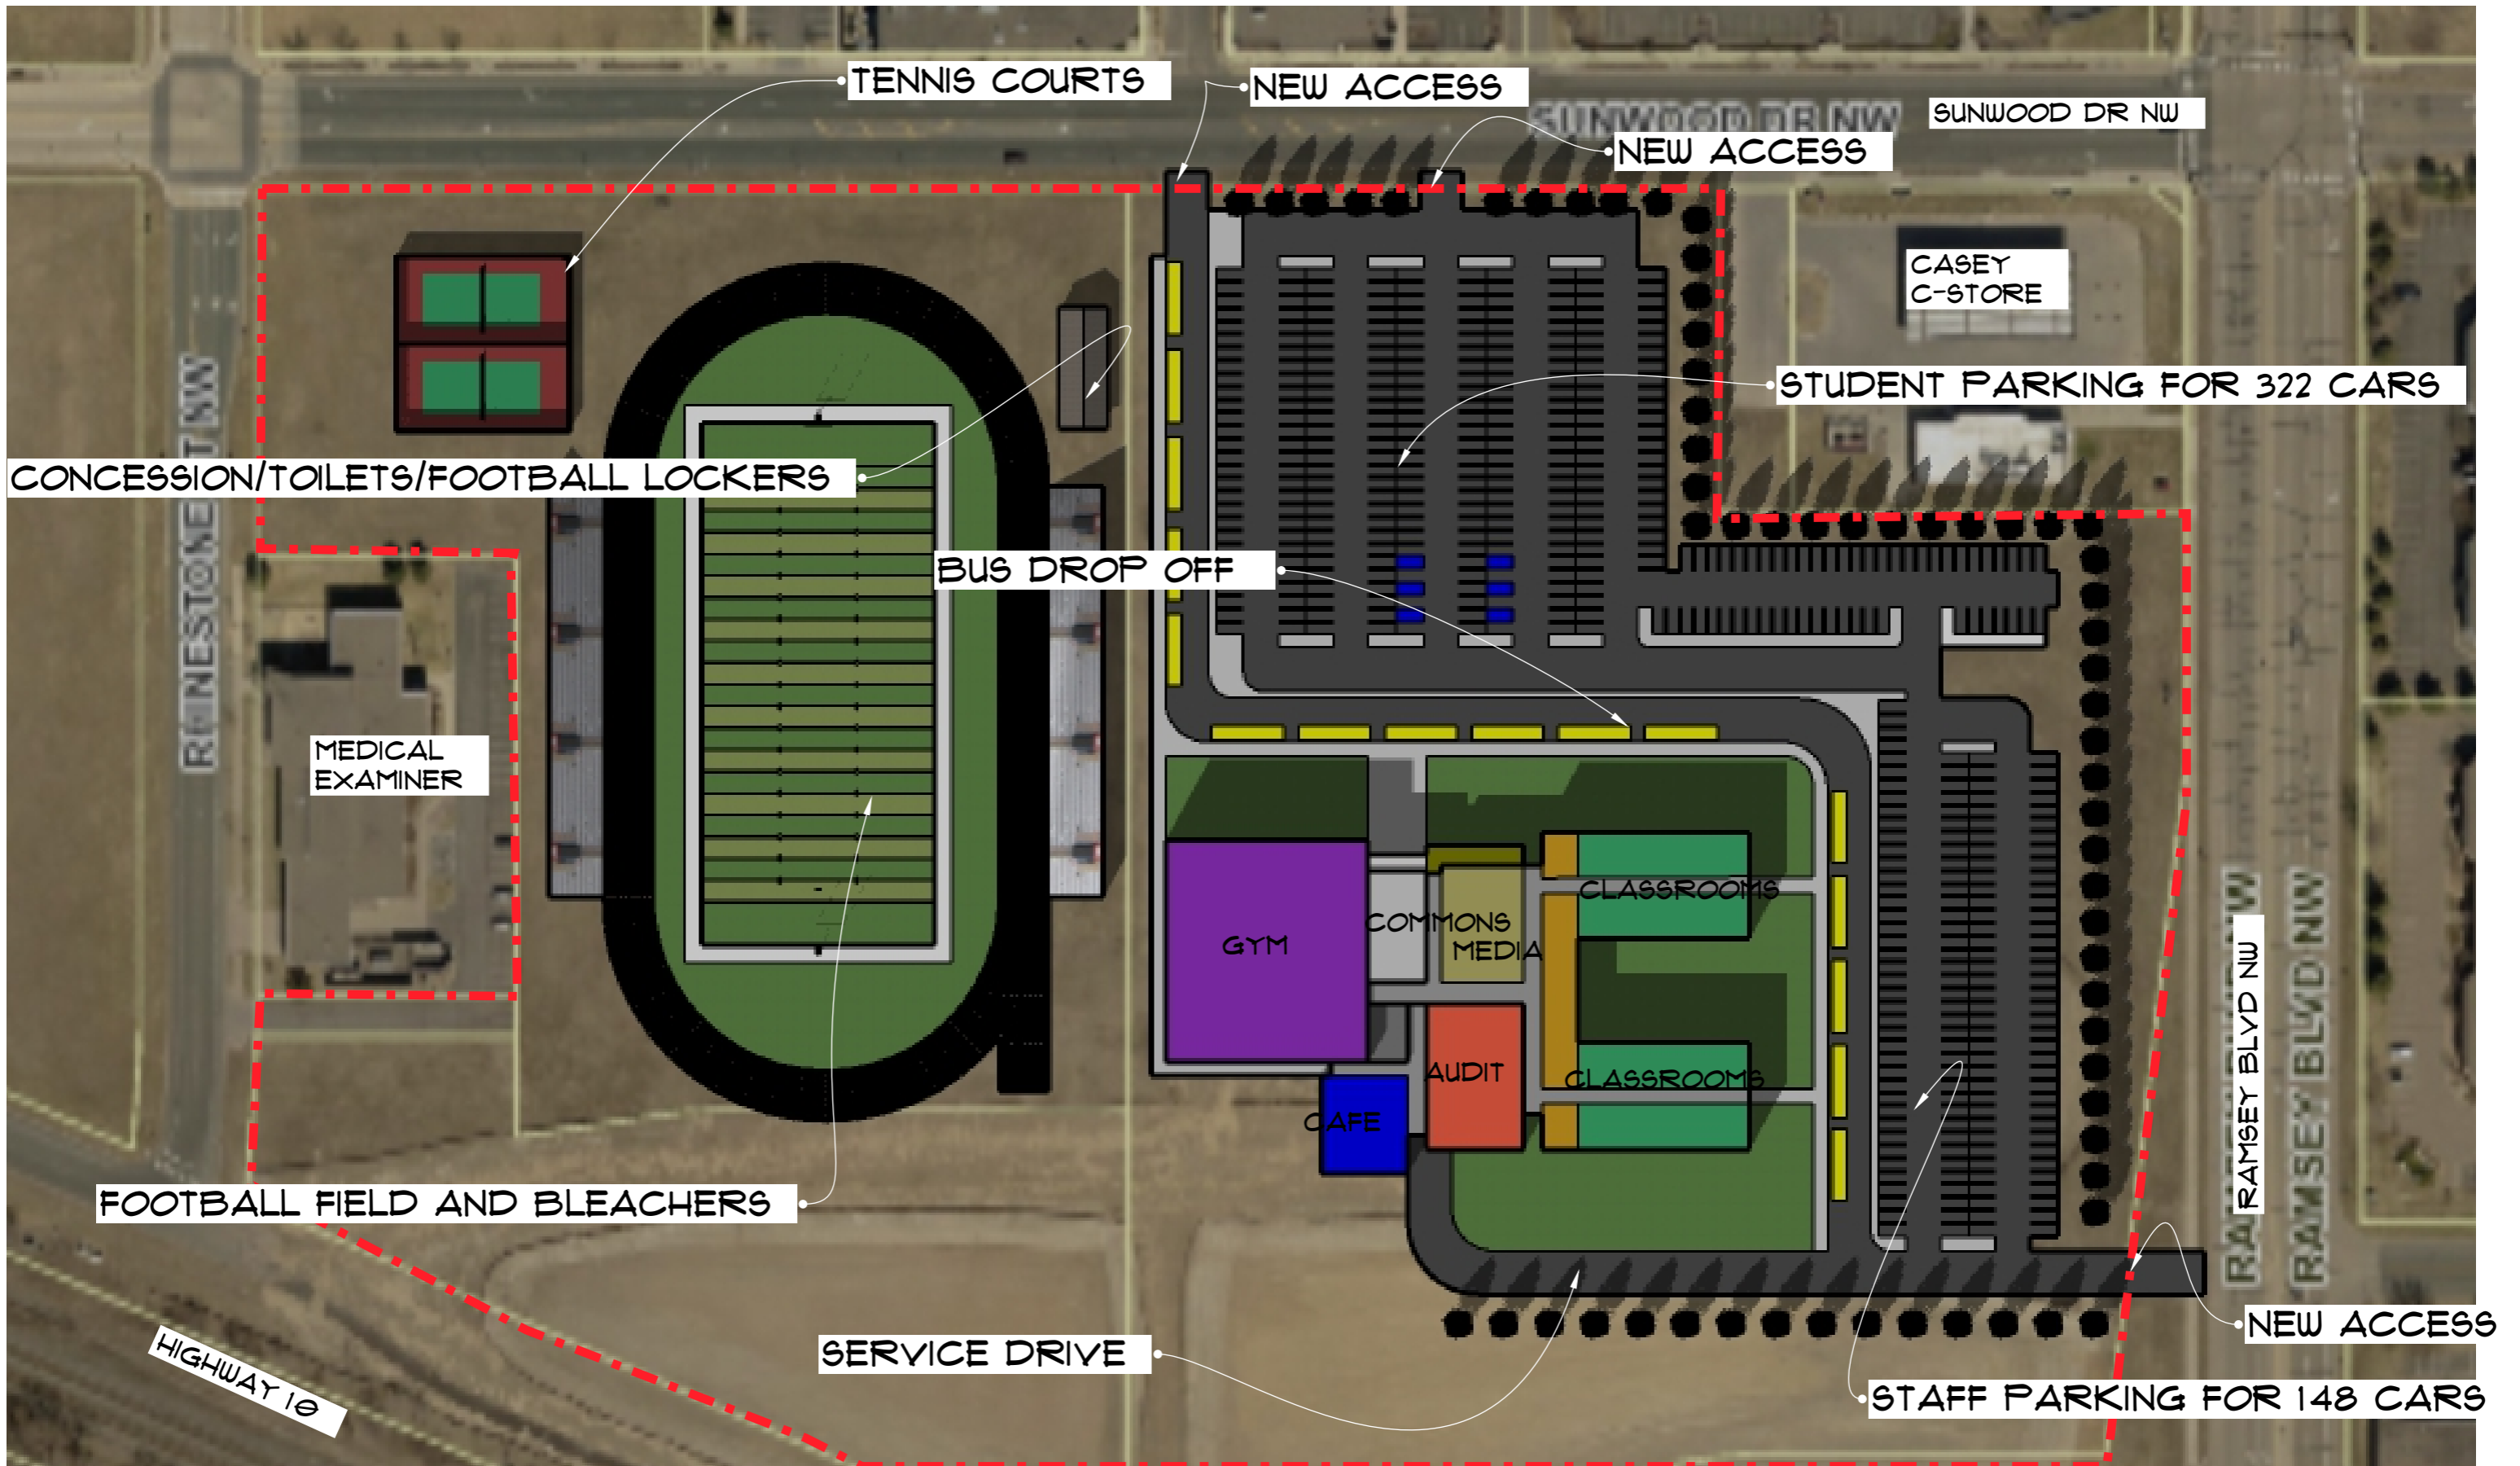 TENNIS COURTS
NEW ACCESS
SUNWOOD DR NW
SUNWOOD DR NW
NEW ACCESS
CASEY
C-STORE
STUDENT PARKING FOR 322 CARS
CONCESSION/TOILETS/FOOTBALL LOCKERS
BUS DROP OFF
MEDICAL
EXAMINER
CLASSROOMS
COMMONS
GYM
MEDIA
AUDIT
CLASSROOMS
CAFE
RAMSEY BLVD NW
RAMSEY BLVD NW
FOOTBALL FIELD AND BLEACHERS
NEW ACCESS
SERVICE DRIVE
HIGHWAY 10
STAFF PARKING FOR 148 CARS